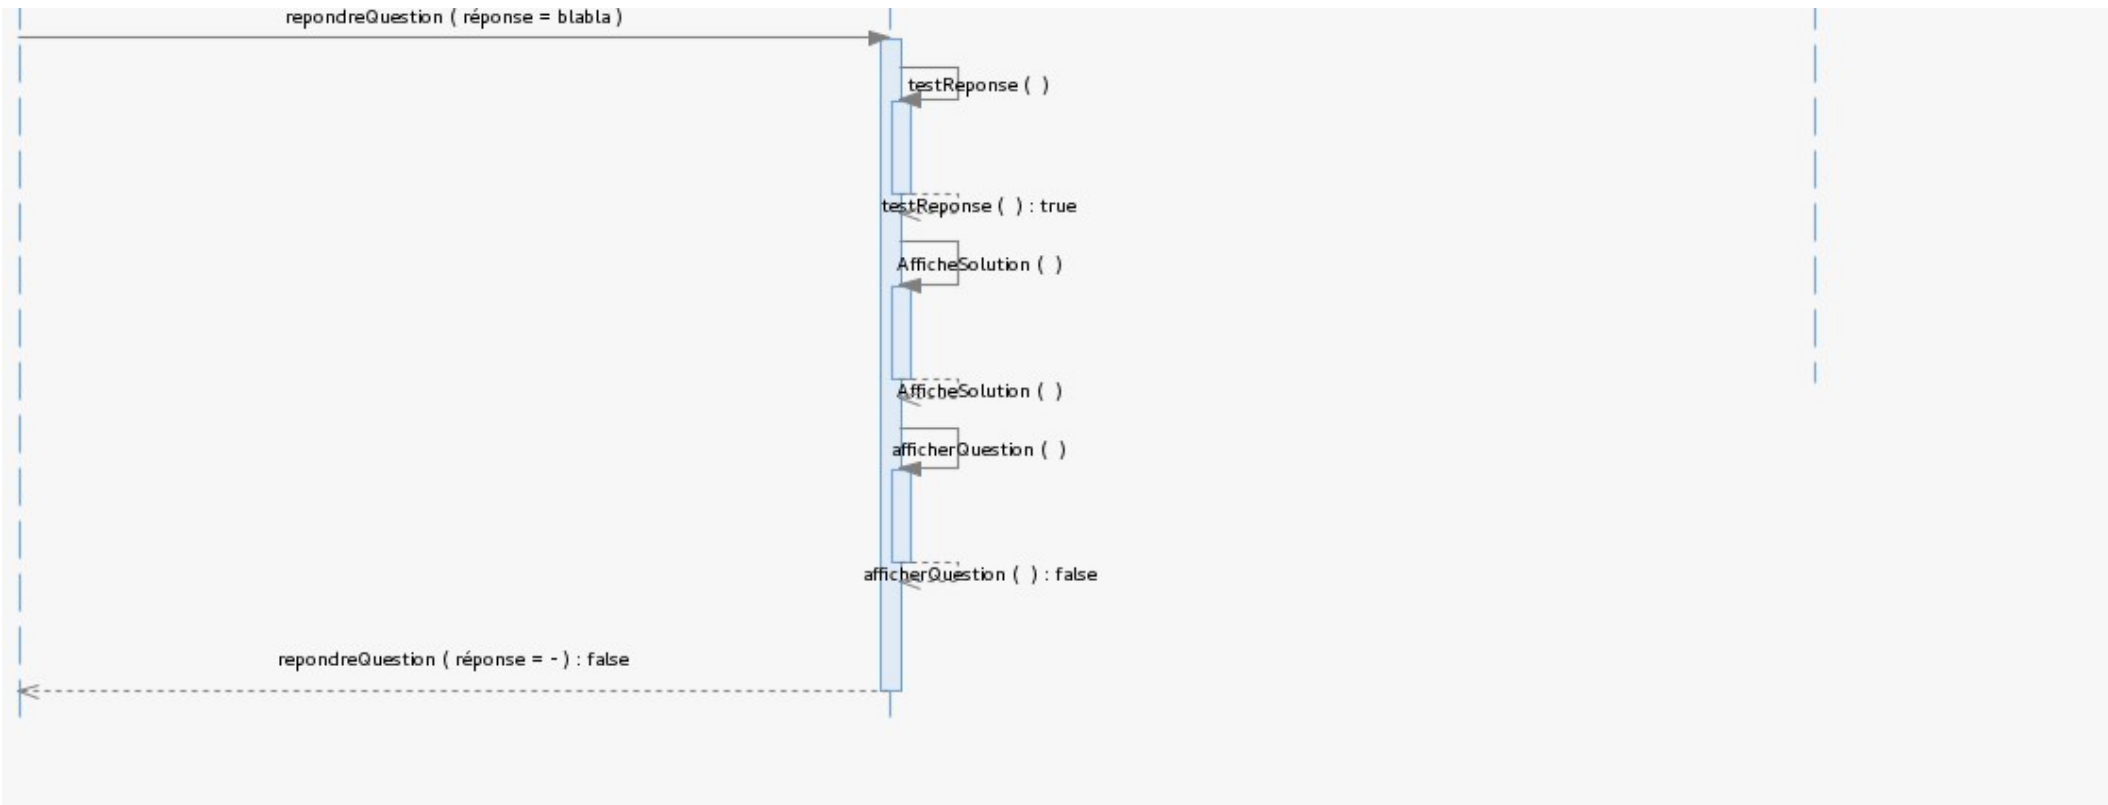 repondreQuestion ( réponse = blabla )
testReponse (  )
testReponse (  ) : true
AfficheSolution (  )
AfficheSolution (  )
afficherQuestion (  )
afficherQuestion (  ) : false
repondreQuestion ( réponse = - ) : false